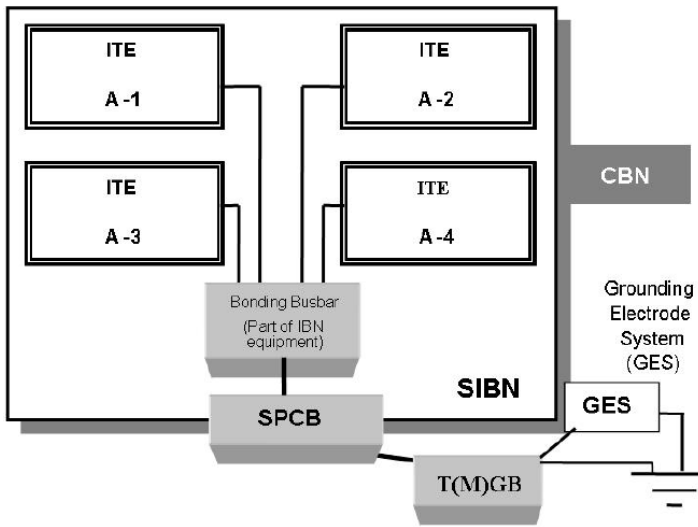 ITE
A -1
ITE
A -2
ITE
A -3
ITE
A -4
CBN
Bonding Busbar
(Part of IBN
equipment)
Grounding
Electrode
System
(GES)
SIBN
SPCB
GES
T(M)GB